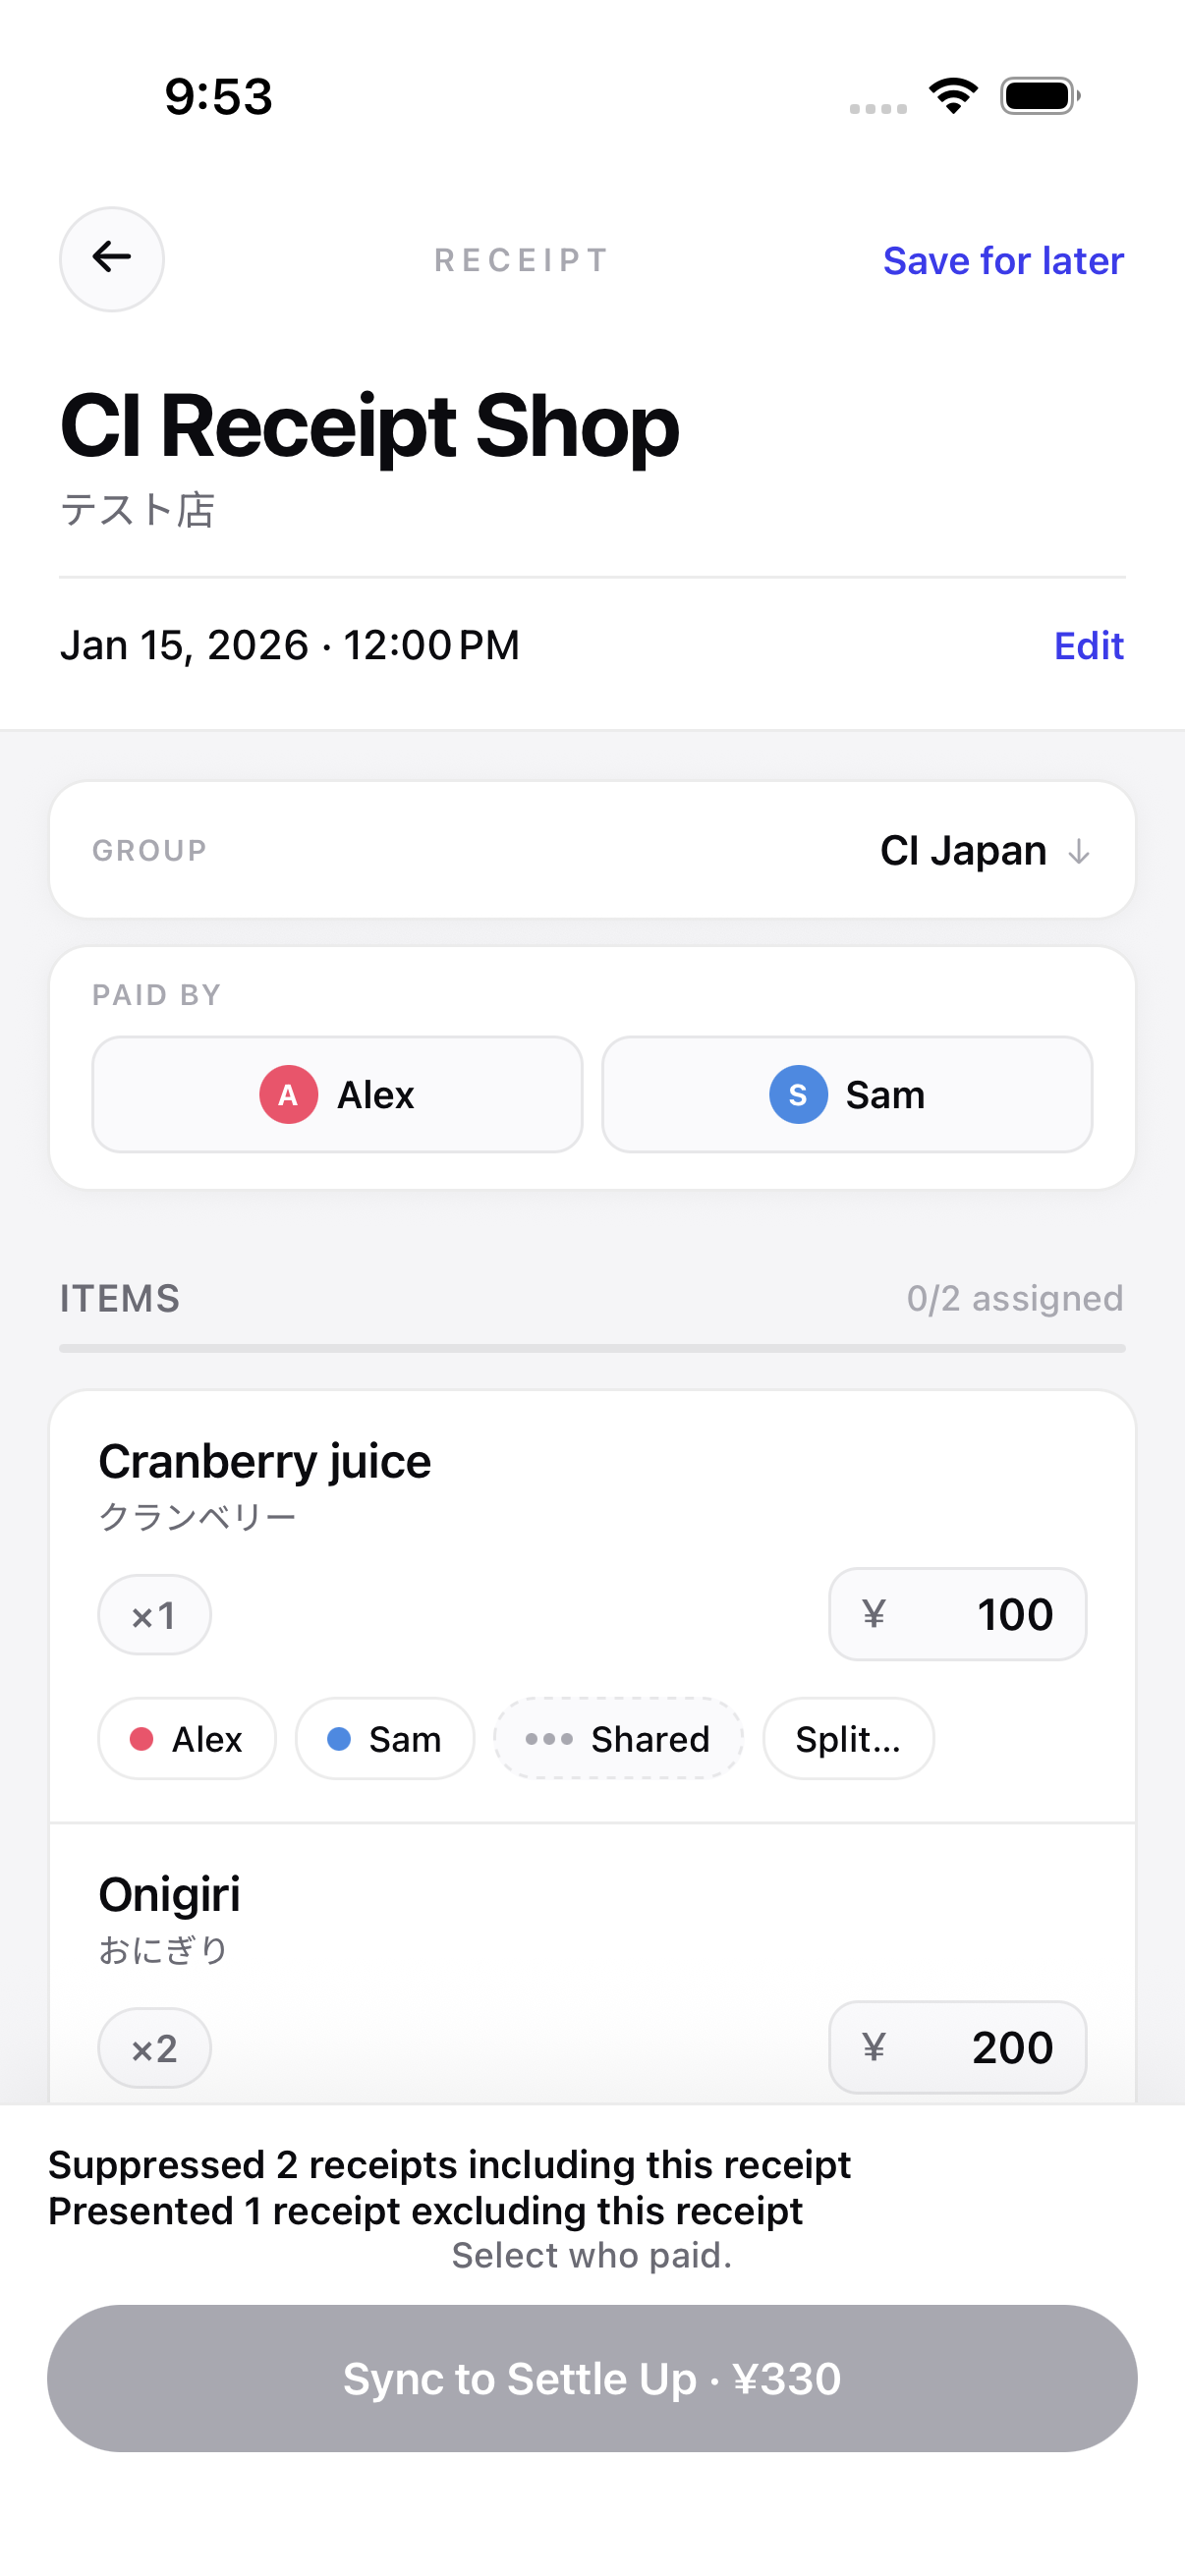 9:53
RECEIPT
Save for later
CI Receipt Shop
テスト店
Jan 15, 2026 · 12:00 PM
Edit
GROUP
CI Japan ↓
PAID BY
A Alex
S Sam
ITEMS
0/2 assigned
Cranberry juice
クランベリー
×1
¥ 100
Alex
Sam
Shared
Split...
Onigiri
おにぎり
×2
¥ 200
Suppressed 2 receipts including this receipt
Presented 1 receipt excluding this receipt
Select who paid.
Sync to Settle Up · ¥330